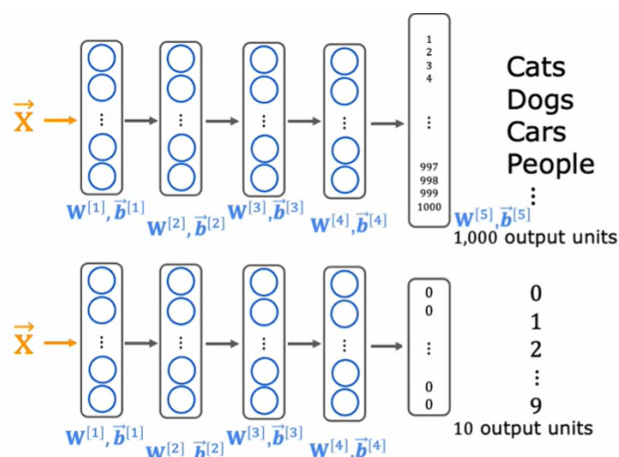 1
2
3
4
⋮
997
998
999
1000
Cats
Dogs
Cars
People
⋮
X⃗
W[1], b⃗[1]
W[2], b⃗[2]
W[3], b⃗[3]
W[4], b⃗[4]
W[5], b⃗[5]
1,000 output units
X⃗
0
0
⋮
0
0
0
1
2
⋮
9
10 output units
W[1], b⃗[1]
W[2], b⃗[2]
W[3], b⃗[3]
W[4], b⃗[4]